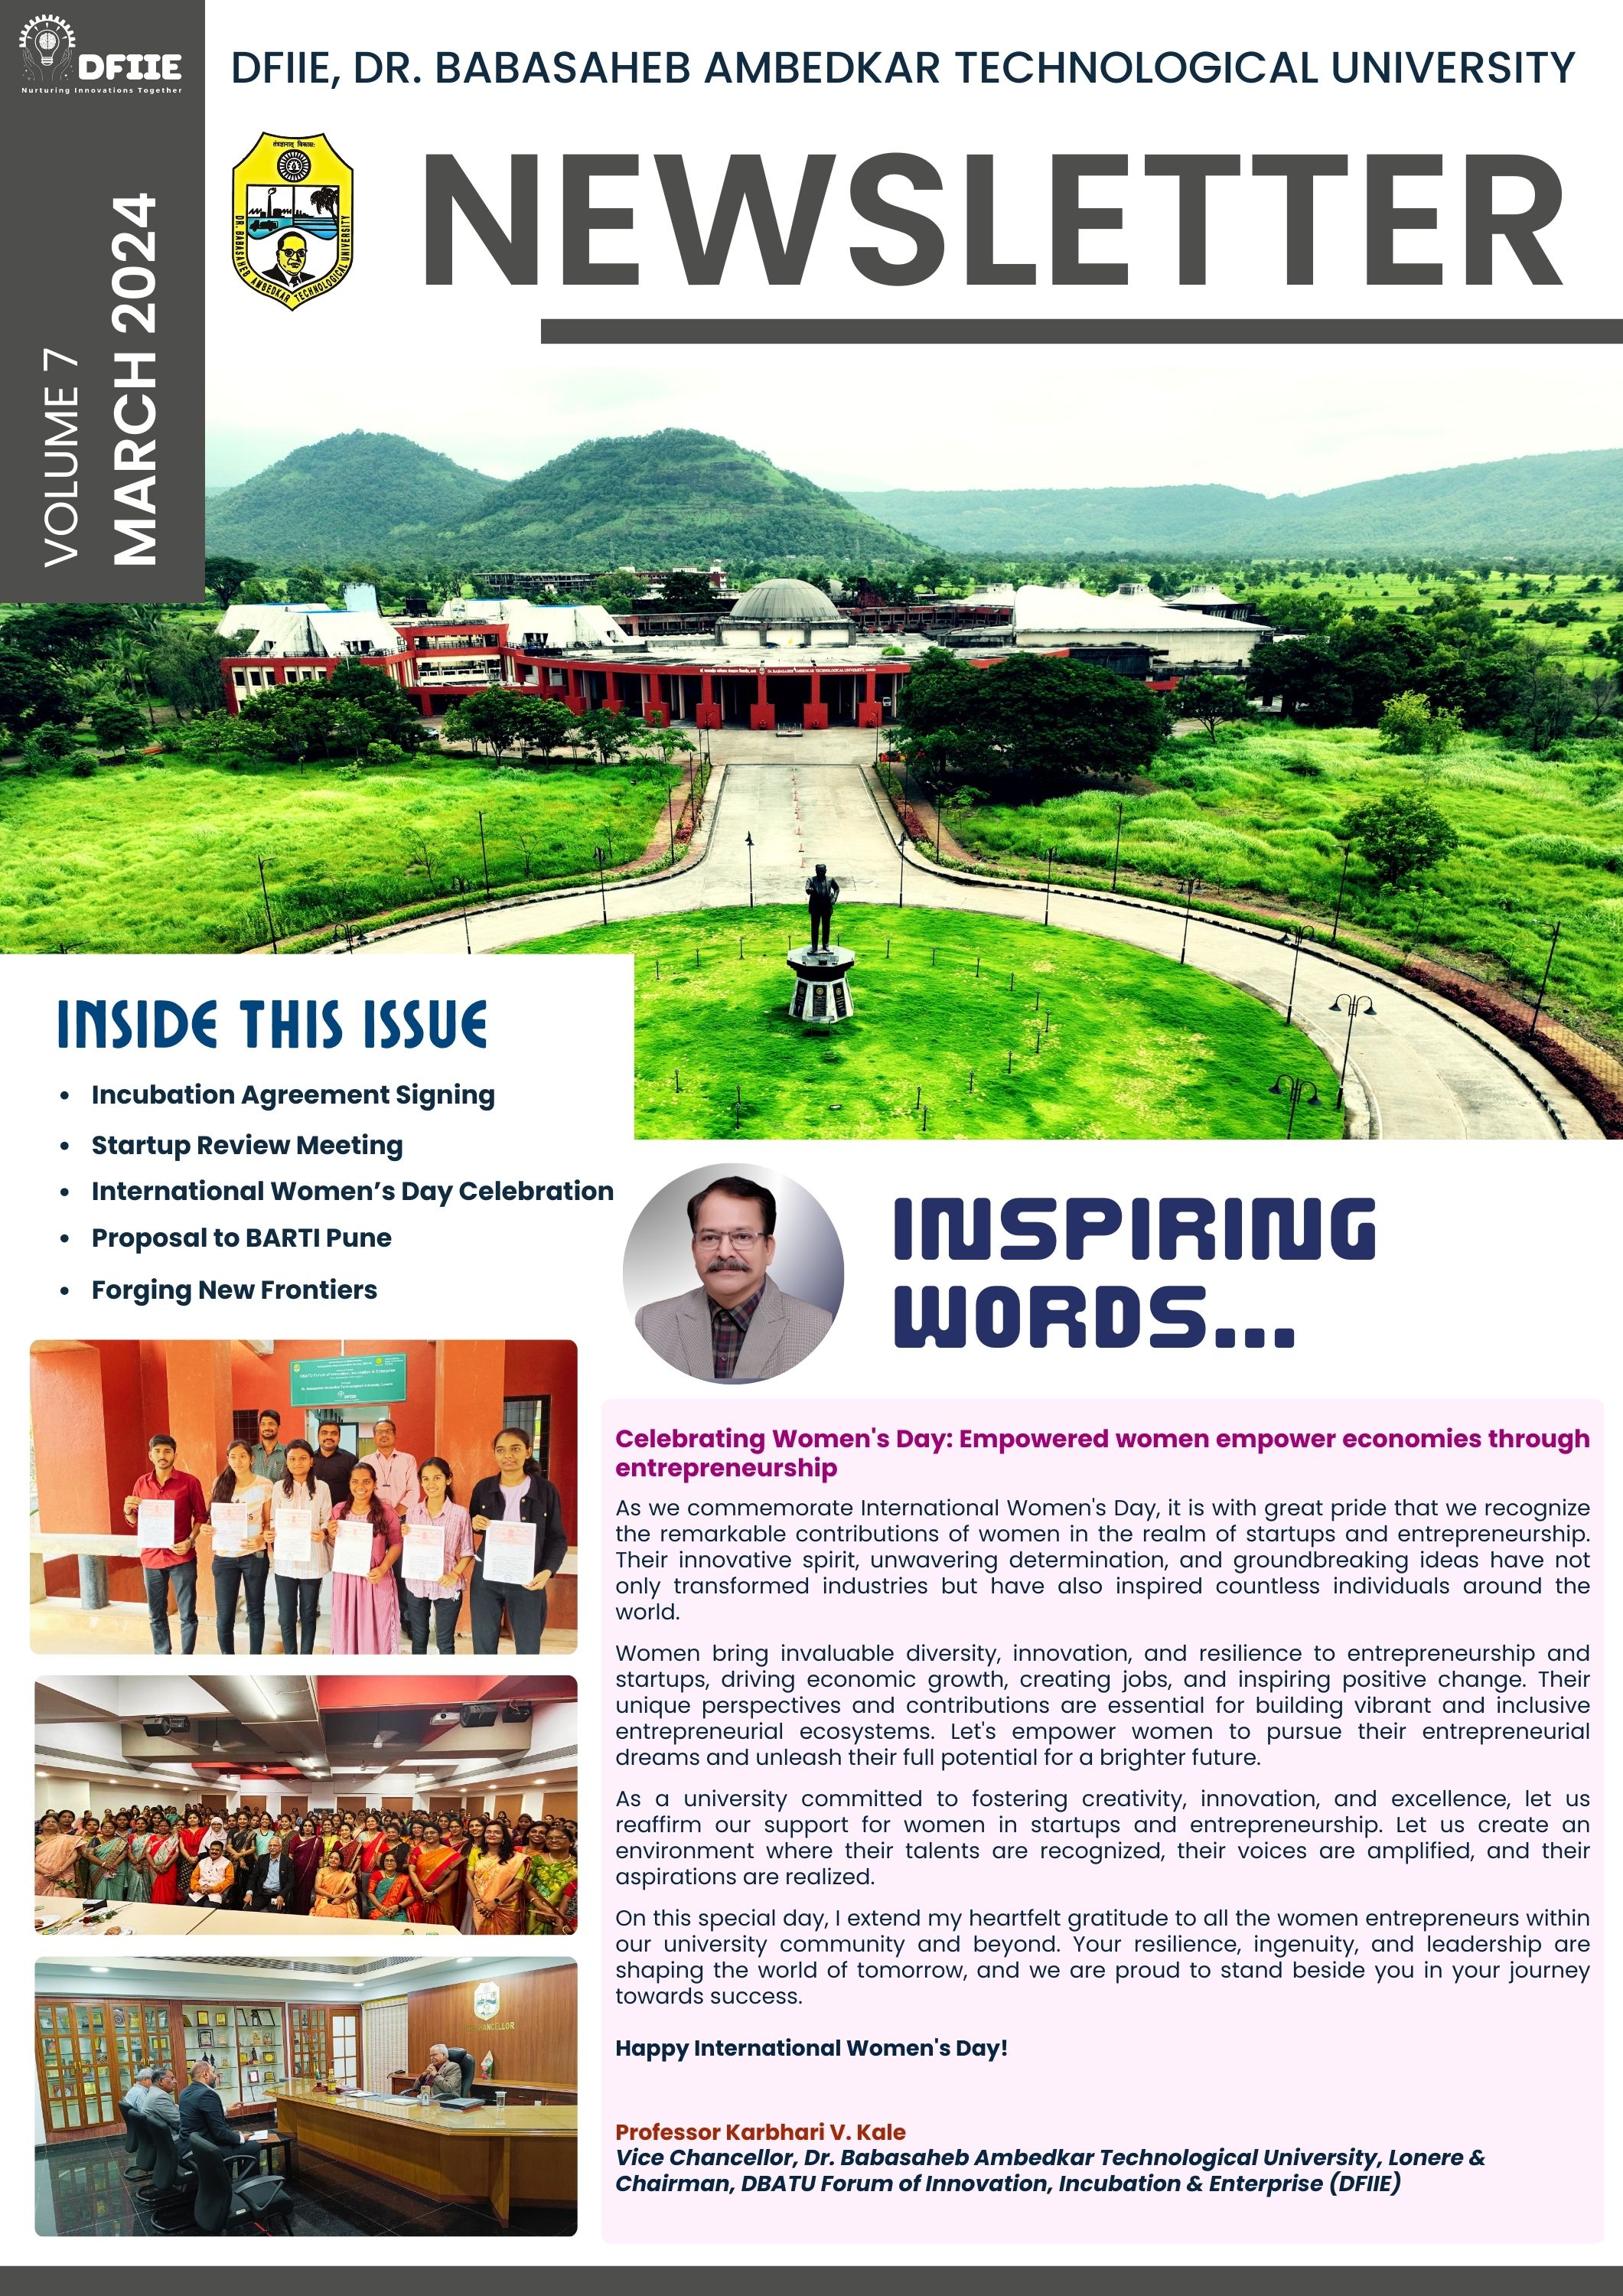 DFIIE
Nurturing Innovations Together
VOLUME 7
MARCH 2024
DFIIE, DR. BABASAHEB AMBEDKAR TECHNOLOGICAL UNIVERSITY
DR. BABASAHEB AMBEDKAR TECHNOLOGICAL UNIVERSITY
NEWSLETTER
INSIDE THIS ISSUE
• Incubation Agreement Signing
• Startup Review Meeting
• International Women’s Day Celebration
• Proposal to BARTI Pune
• Forging New Frontiers
INSPIRING
WORDS...
Celebrating Women's Day: Empowered women empower economies through
entrepreneurship
As we commemorate International Women's Day, it is with great pride that we recognize
the remarkable contributions of women in the realm of startups and entrepreneurship.
Their innovative spirit, unwavering determination, and groundbreaking ideas have not
only transformed industries but have also inspired countless individuals around the
world.
Women bring invaluable diversity, innovation, and resilience to entrepreneurship and
startups, driving economic growth, creating jobs, and inspiring positive change. Their
unique perspectives and contributions are essential for building vibrant and inclusive
entrepreneurial ecosystems. Let's empower women to pursue their entrepreneurial
dreams and unleash their full potential for a brighter future.
As a university committed to fostering creativity, innovation, and excellence, let us
reaffirm our support for women in startups and entrepreneurship. Let us create an
environment where their talents are recognized, their voices are amplified, and their
aspirations are realized.
On this special day, I extend my heartfelt gratitude to all the women entrepreneurs within
our university community and beyond. Your resilience, ingenuity, and leadership are
shaping the world of tomorrow, and we are proud to stand beside you in your journey
towards success.
Happy International Women's Day!
Professor Karbhari V. Kale
Vice Chancellor, Dr. Babasaheb Ambedkar Technological University, Lonere &
Chairman, DBATU Forum of Innovation, Incubation & Enterprise (DFIIE)